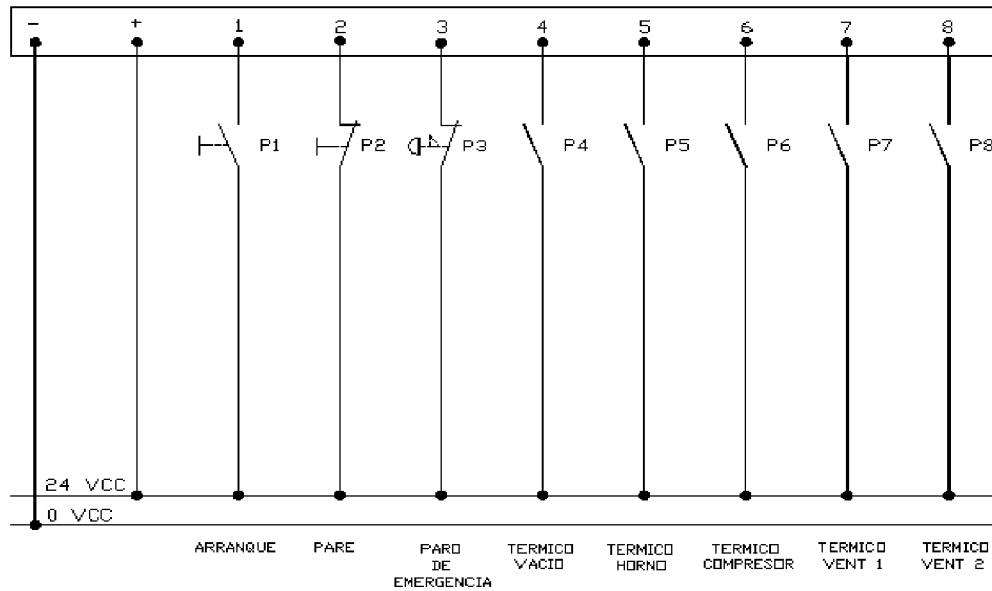 - + 1 2 3 4 5 6 7 8
P1 P2 P3 P4 P5 P6 P7 P8
24 VCC
0 VCC
ARRANQUE PARE PARO DE EMERGENCIA TERMICO VACIO TERMICO HORNO TERMICO COMPRESOR TERMICO VENT 1 TERMICO VENT 2